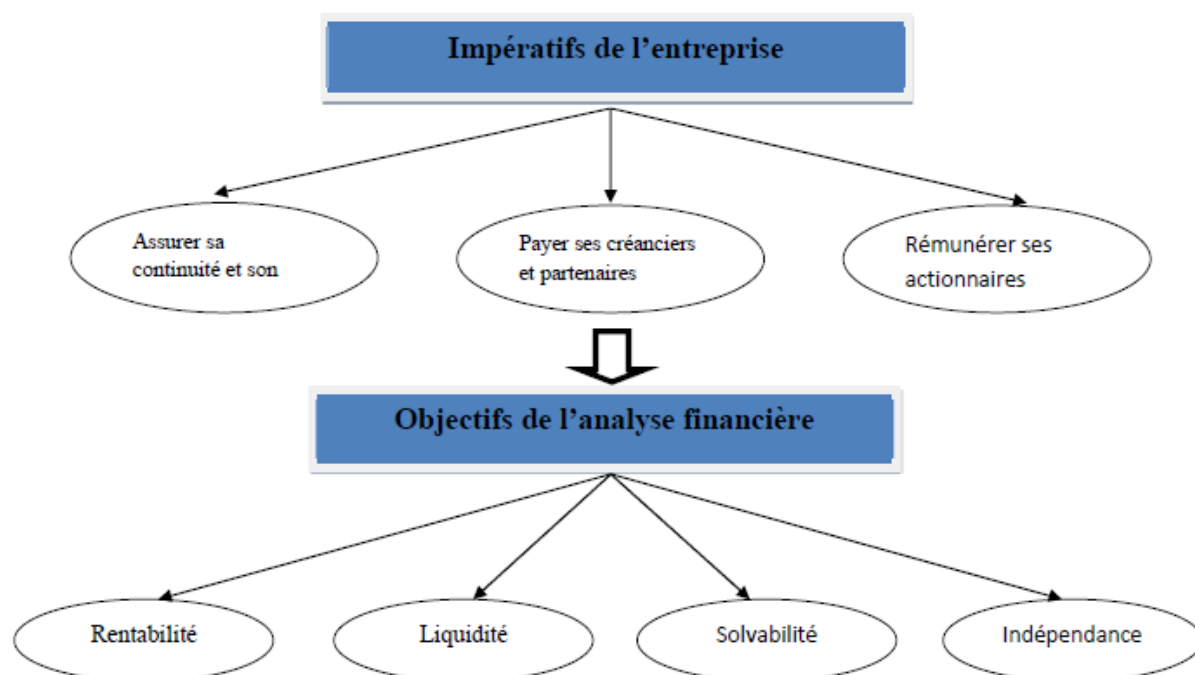 Impératifs de l'entreprise
Assurer sa
continuité et son
Payer ses créanciers
et partenaires
Rémunérer ses
actionnaires
Objectifs de l'analyse financière
Rentabilité
Liquidité
Solvabilité
Indépendance